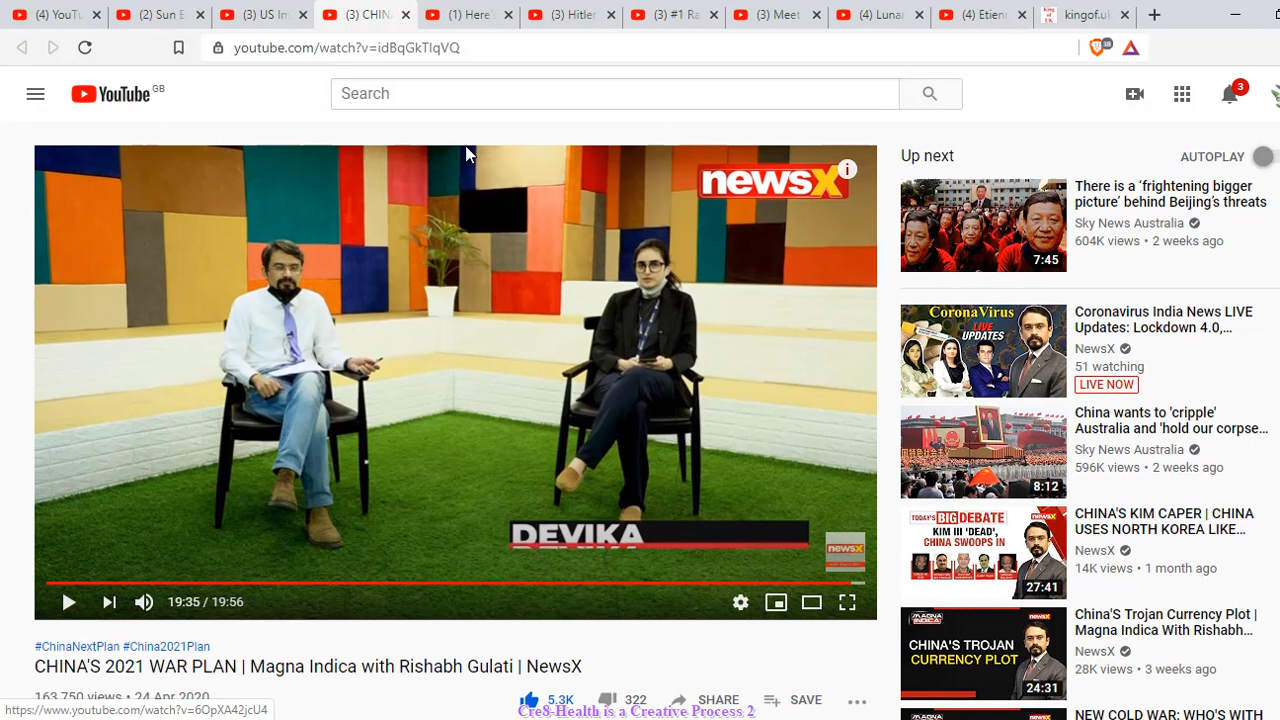 (4) YouTu
(2) Sun E
(3) US Im
(3) CHIN
(1) Here'
(3) Hitler
(3) #1 Ra
(3) Meet
(4) Lunar
(4) Etienn
kingof.uk
youtube.com/watch?v=idBqGkTlqVQ
18
YouTube GB
Search
3
newsX
i
DEVIKA
newsX
19:35 / 19:56
#ChinaNextPlan #China2021Plan
CHINA'S 2021 WAR PLAN | Magna Indica with Rishabh Gulati | NewsX
163,750 views • 24 Apr 2020
5.3K
322
SHARE
SAVE
https://www.youtube.com/watch?v=6OpXA42jcU4
Cre8-Health is a Creative Process 2
Up next
AUTOPLAY
7:45
There is a 'frightening bigger
picture' behind Beijing's threats
Sky News Australia
604K views • 2 weeks ago
CoronaVirus
LIVE
UPDATES
Coronavirus India News LIVE
Updates: Lockdown 4.0,...
NewsX
51 watching
LIVE NOW
8:12
China wants to 'cripple'
Australia and 'hold our corpse...
Sky News Australia
596K views • 2 weeks ago
TODAY'S BIG DEBATE
KIM III 'DEAD',
CHINA SWOOPS IN
27:41
CHINA'S KIM CAPER | CHINA
USES NORTH KOREA LIKE...
NewsX
14K views • 1 month ago
MAGNA
INDICA
newsX
CHINA'S TROJAN
CURRENCY PLOT
24:31
China's Trojan Currency Plot |
Magna Indica With Rishabh...
NewsX
28K views • 3 weeks ago
NEW COLD WAR: WHO'S WITH